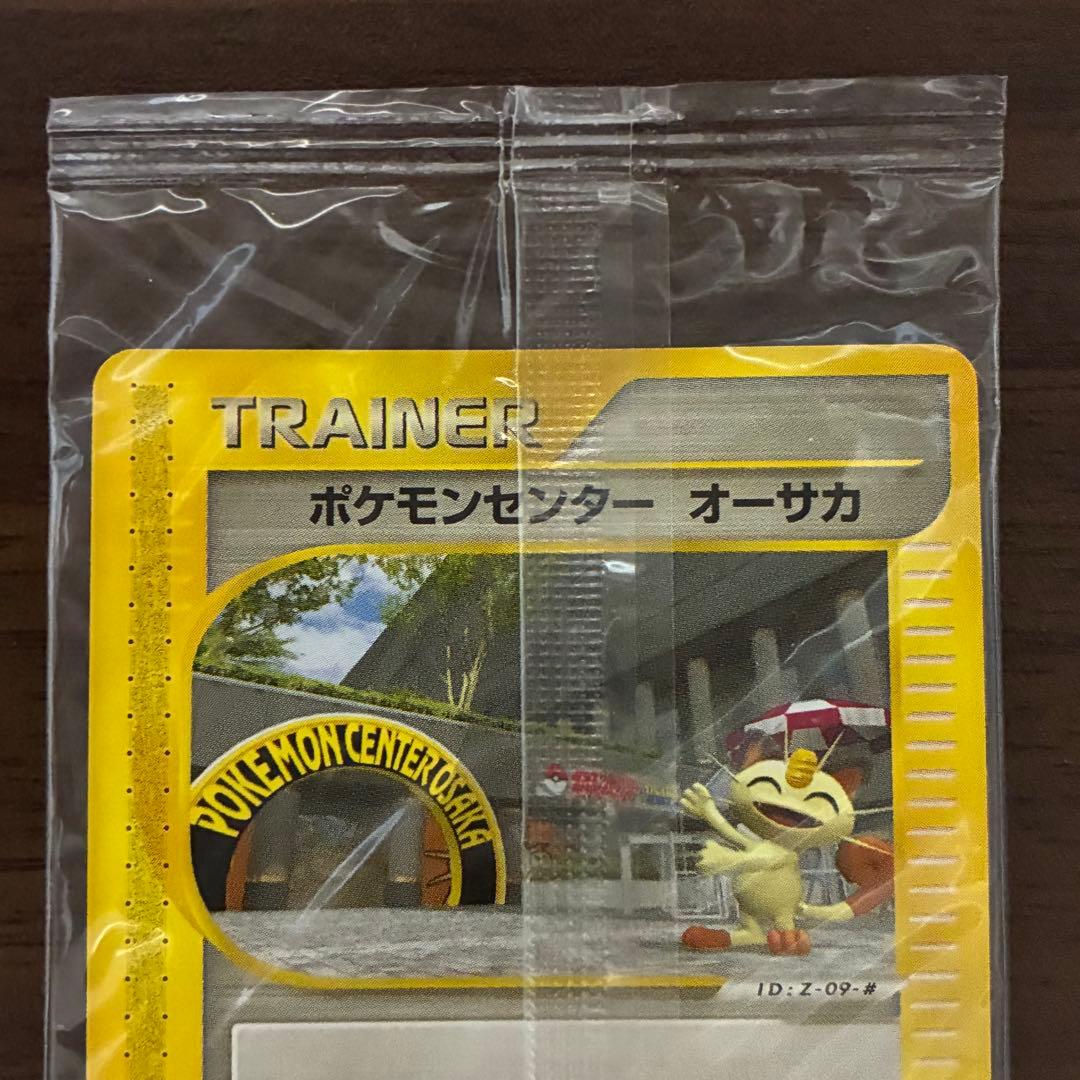 TRAINER
ポケモンセンター オーサカ
POKEMON CENTER OSAKA
ID:Z-09-#